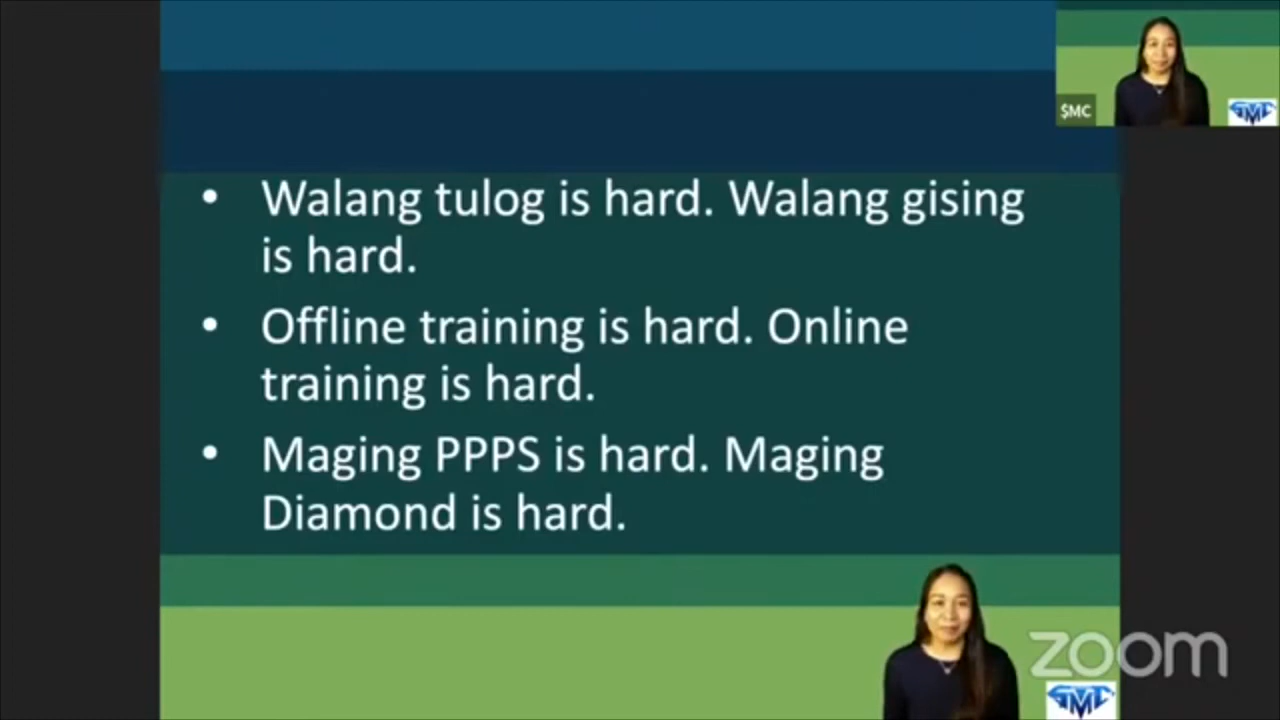 $MC
• Walang tulog is hard. Walang gising
is hard.
• Offline training is hard. Online
training is hard.
• Maging PPPS is hard. Maging
Diamond is hard.
zoom